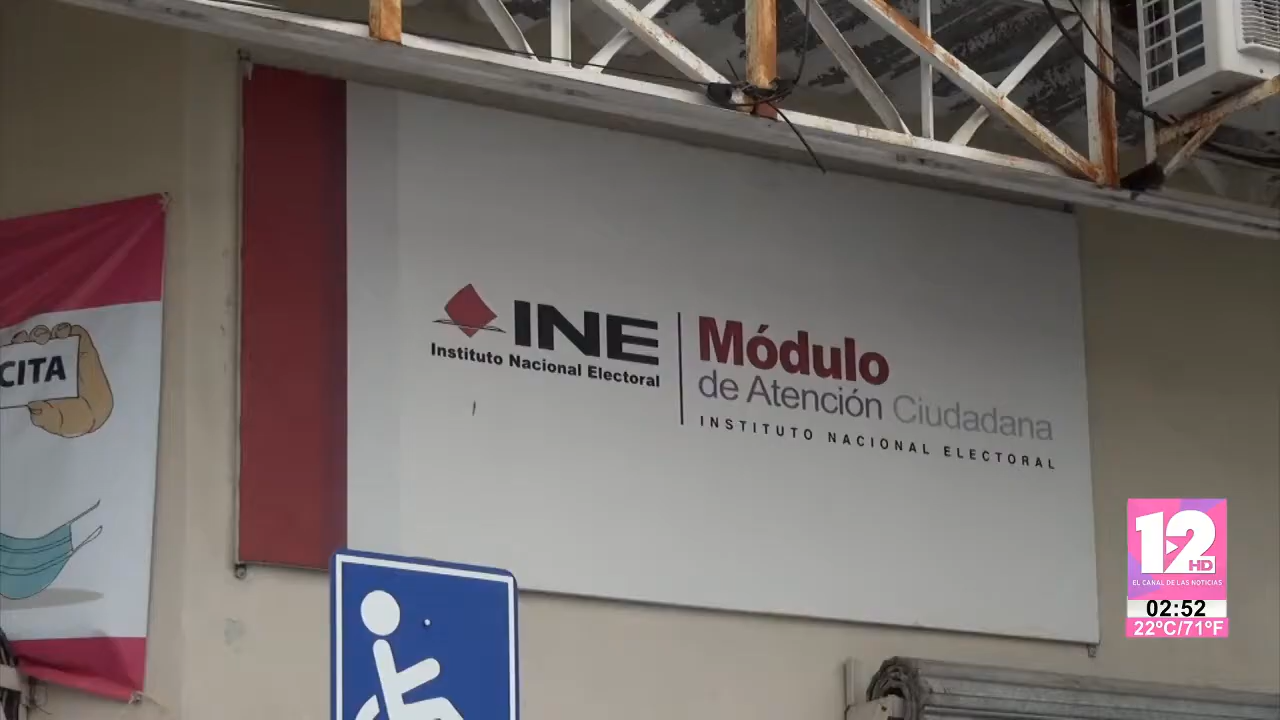 CITA
INE
Instituto Nacional Electoral
Módulo
de Atención Ciudadana
INSTITUTO NACIONAL ELECTORAL
12
HD
EL CANAL DE LAS NOTICIAS
02:52
22°C/71°F